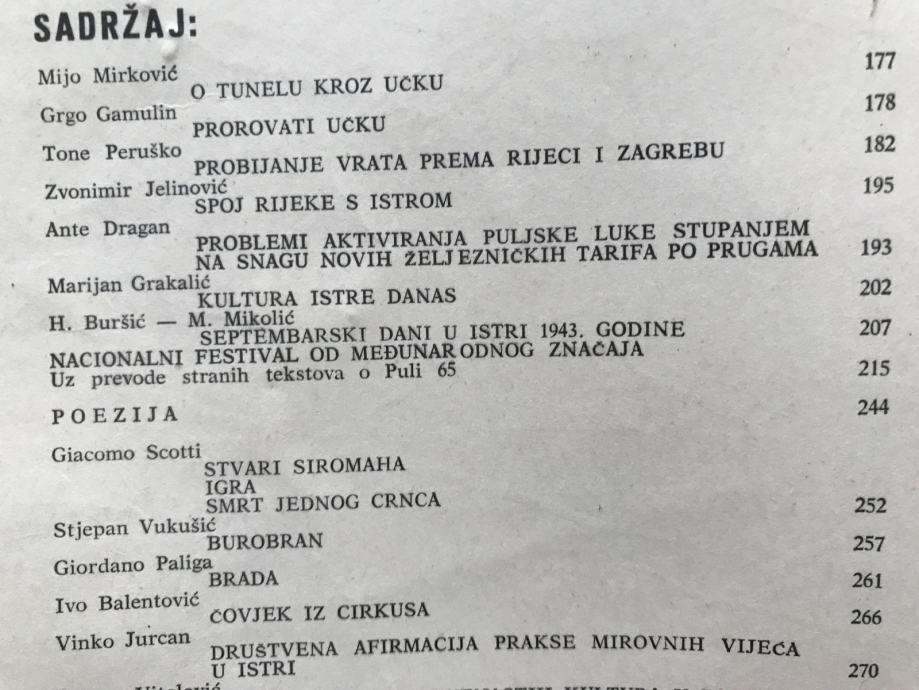 SADRŽAJ:
Mijo Mirković
O TUNELU KROZ UČKU 177
Grgo Gamulin
PROROVATI UČKU 178
Tone Peruško
PROBIJANJE VRATA PREMA RIJECI I ZAGREBU 182
Zvonimir Jelinović
SPOJ RIJEKE S ISTROM 195
Ante Dragan
PROBLEMI AKTIVIRANJA PULJSKE LUKE STUPANJEM
NA SNAGU NOVIH ŽELJEZNIČKIH TARIFA PO PRUGAMA 193
Marijan Grakalić
KULTURA ISTRE DANAS 202
H. Buršić — M. Mikolić
SEPTEMBARSKI DANI U ISTRI 1943. GODINE 207
NACIONALNI FESTIVAL OD MEĐUNARODNOG ZNAČAJA
Uz prevode stranih tekstova o Puli 65 215
POEZIJA 244
Giacomo Scotti
STVARI SIROMAHA
IGRA
SMRT JEDNOG CRNCA 252
Stjepan Vukušić
BUROBRAN 257
Giordano Paliga
BRADA 261
Ivo Balentović
ČOVJEK IZ CIRKUSA 266
Vinko Jurcan
DRUŠTVENA AFIRMACIJA PRAKSE MIROVNIH VIJEĆA
U ISTRI 270